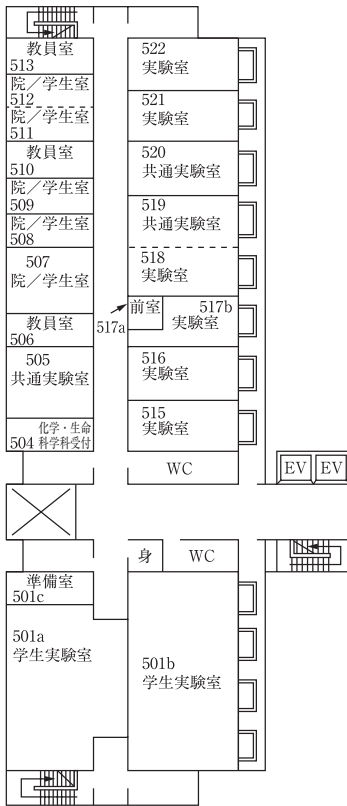 教員室
513
院／学生室
512
院／学生室
511
教員室
510
院／学生室
509
院／学生室
508
507
院／学生室
教員室
506
505
共通実験室
化学・生命
504 科学科受付
522
実験室
521
実験室
520
共通実験室
519
共通実験室
518
実験室
前室
517a
517b
実験室
516
実験室
515
実験室
WC
EV
EV
身
WC
準備室
501c
501a
学生実験室
501b
学生実験室